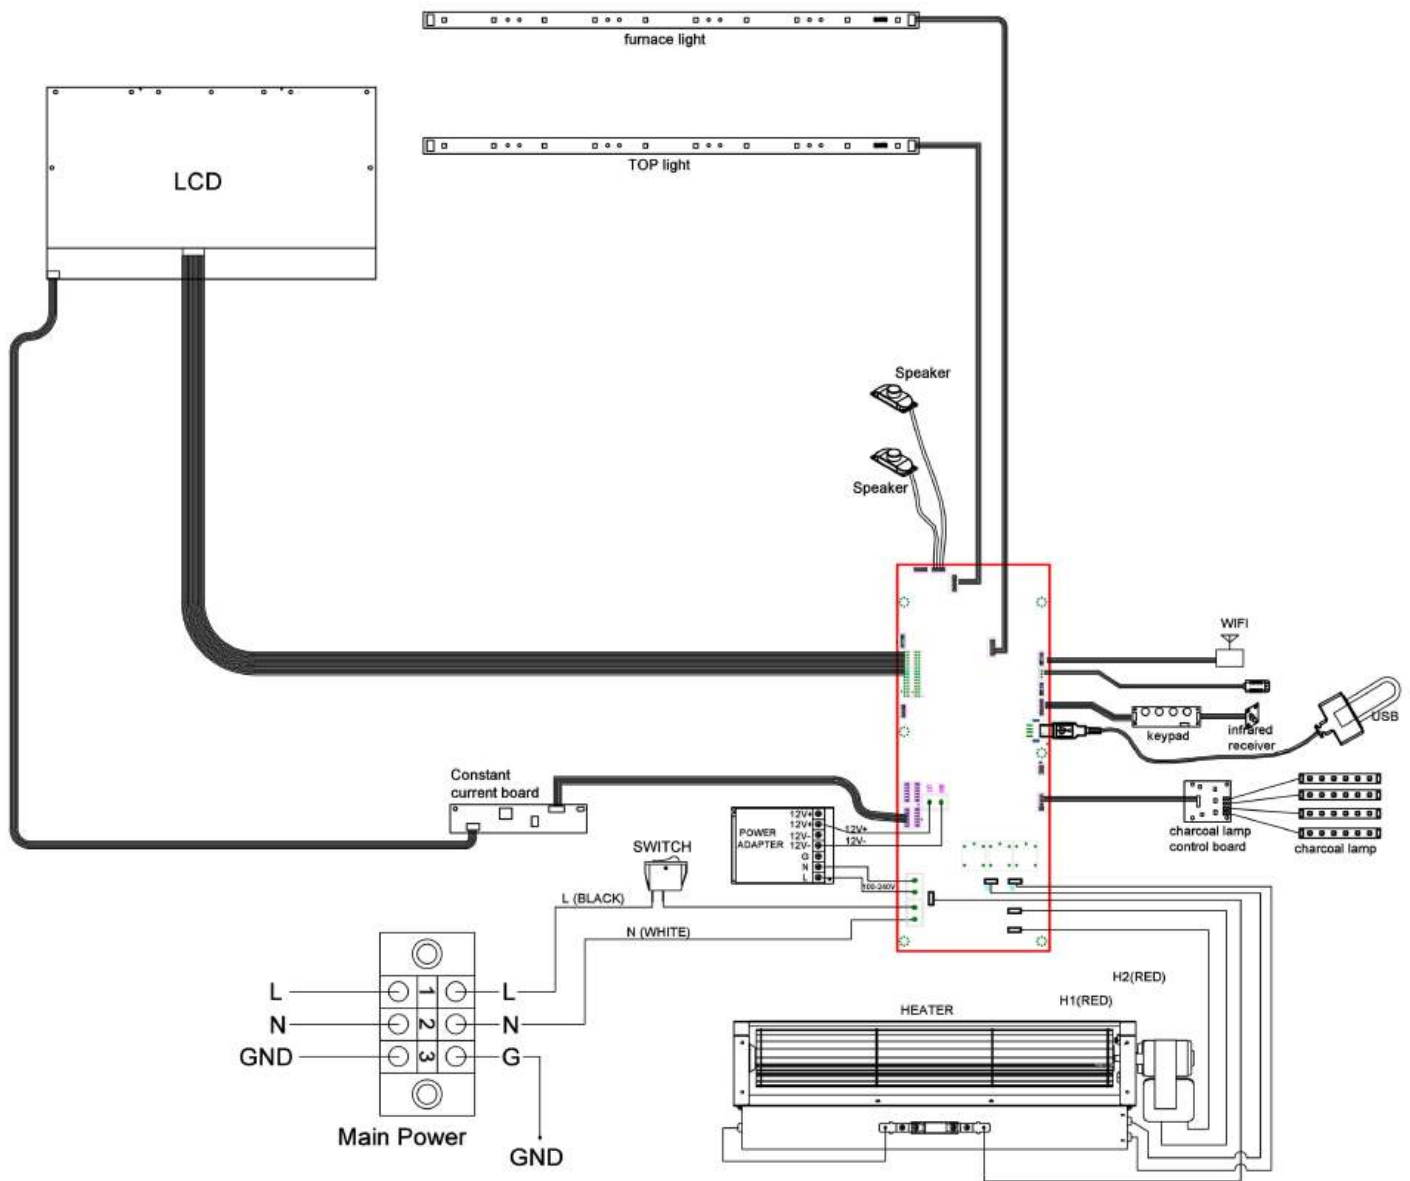 furnace light
TOP light
LCD
Speaker
Speaker
WIFI
USB
keypad
infrared
receiver
Constant
current board
12V+
12V+
12V-
12V-
G
N
L
POWER
ADAPTER
12V+
12V-
100-240V
charcoal lamp
control board
charcoal lamp
SWITCH
L (BLACK)
N (WHITE)
L
1
L
N
2
N
GND
3
G
Main Power
GND
H2(RED)
H1(RED)
HEATER